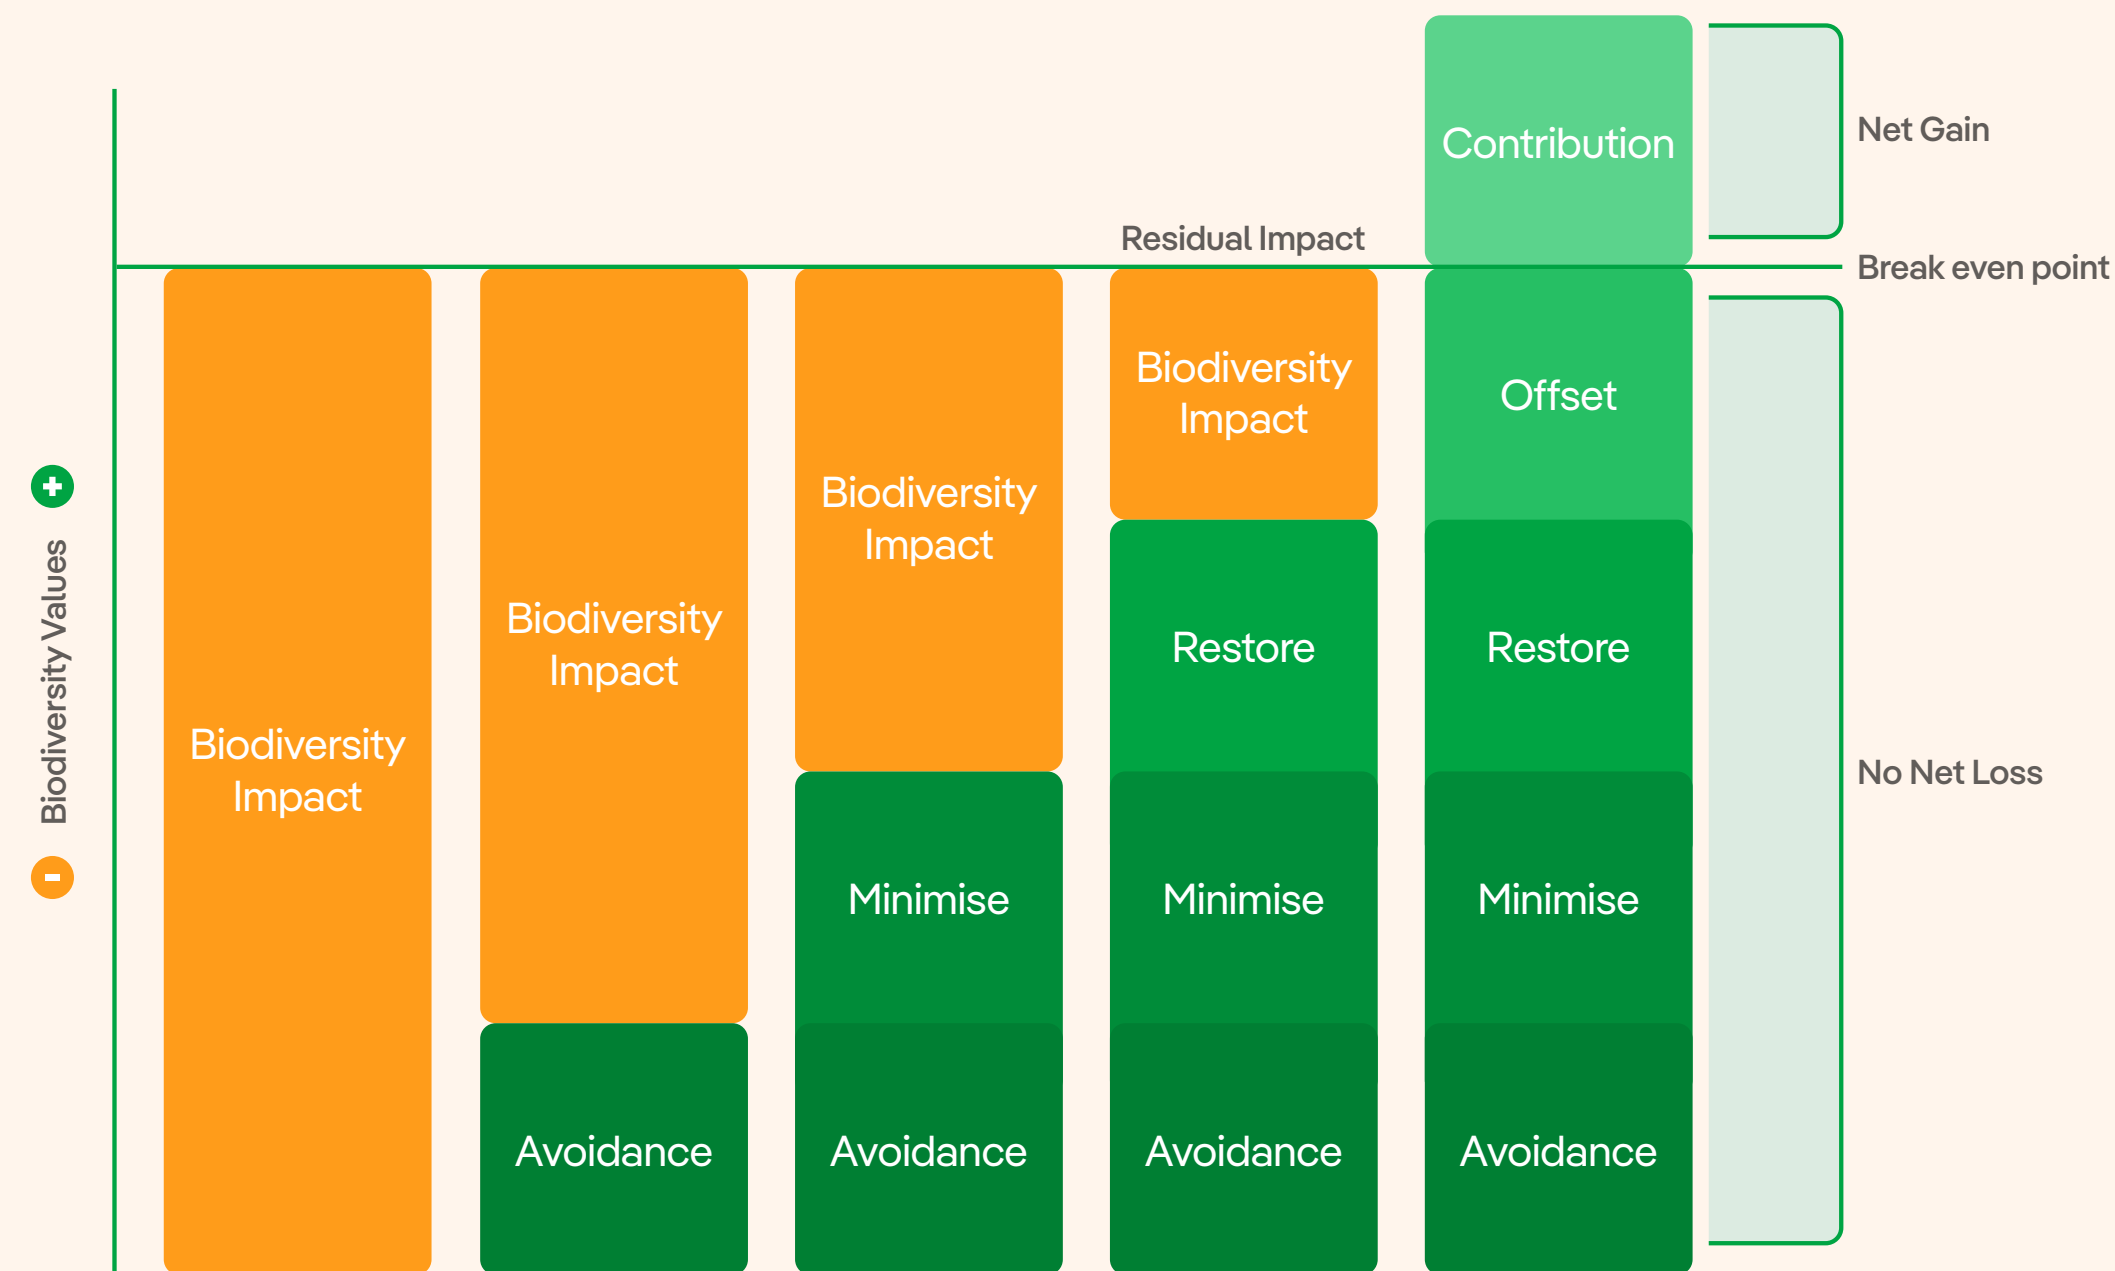 Contribution
Net Gain
Residual Impact
Break even point
Biodiversity
Impact
Offset
Biodiversity
Impact
Biodiversity
Impact
Restore
Restore
Biodiversity Values
Biodiversity
Impact
No Net Loss
Minimise
Minimise
Minimise
Avoidance
Avoidance
Avoidance
Avoidance